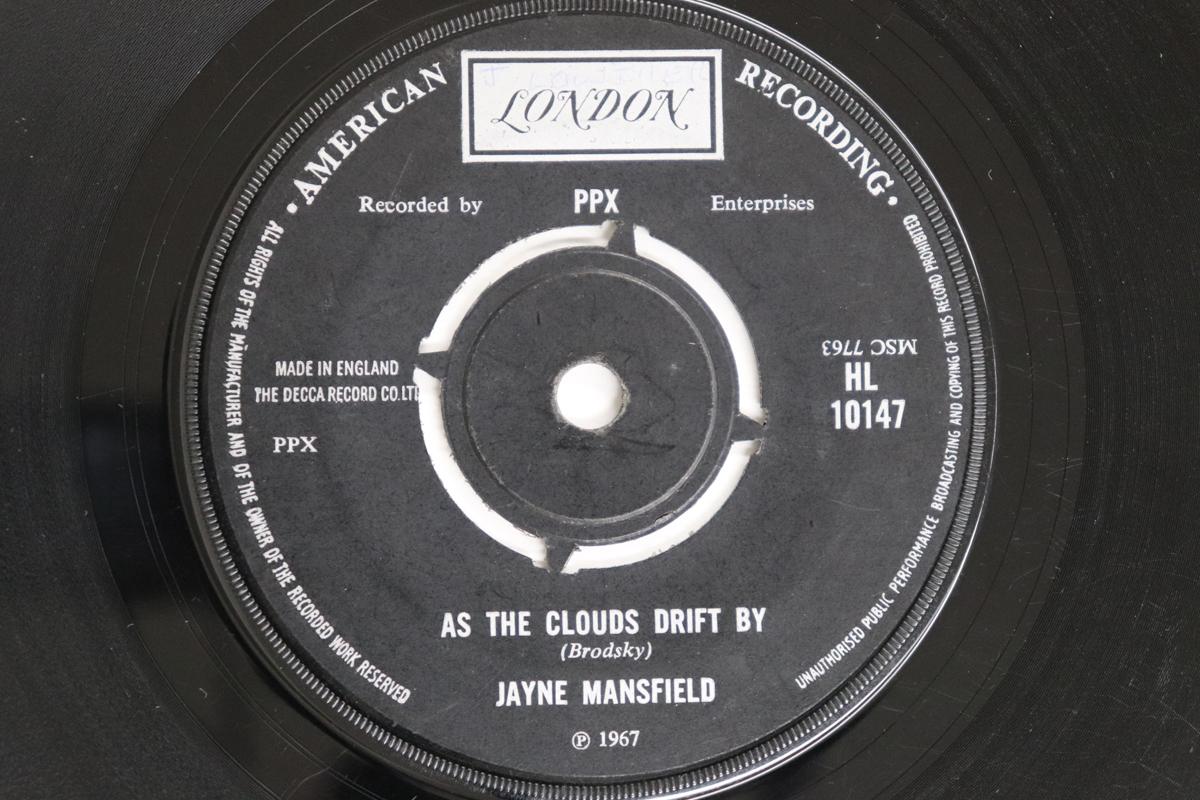 · AMERICAN RECORDING ·
LONDON
Recorded by PPX Enterprises
MADE IN ENGLAND
THE DECCA RECORD CO. LTD
PPX
MSC 7763
HL
10147
AS THE CLOUDS DRIFT BY
(Brodsky)
JAYNE MANSFIELD
℗ 1967
ALL RIGHTS OF THE MANUFACTURER AND OF THE OWNER OF THE RECORDED WORK RESERVED
UNAUTHORISED PUBLIC PERFORMANCE BROADCASTING AND COPYING OF THIS RECORD PROHIBITED